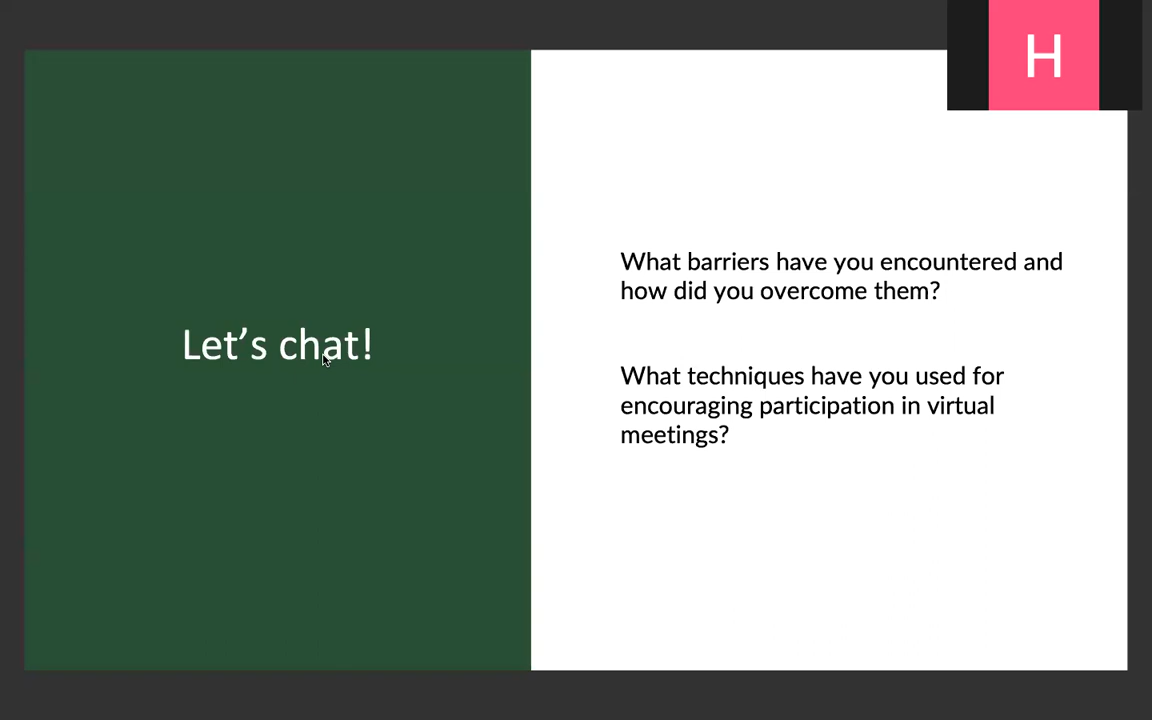 H
What barriers have you encountered and
how did you overcome them?
Let’s chat!
What techniques have you used for
encouraging participation in virtual
meetings?